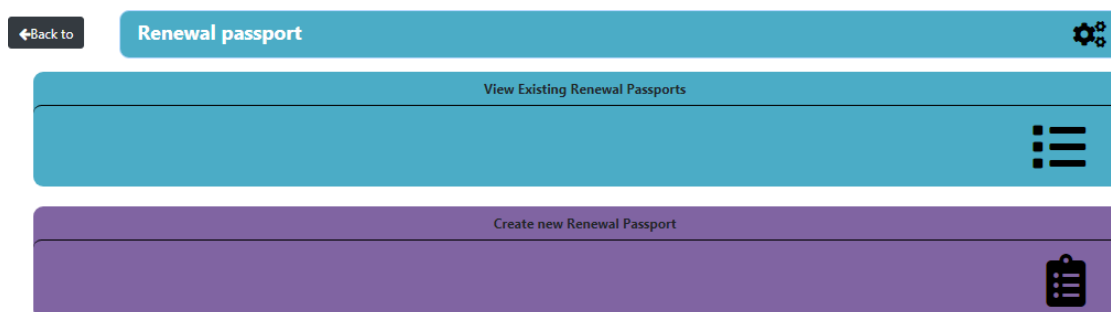 Back to
Renewal passport
View Existing Renewal Passports
Create new Renewal Passport